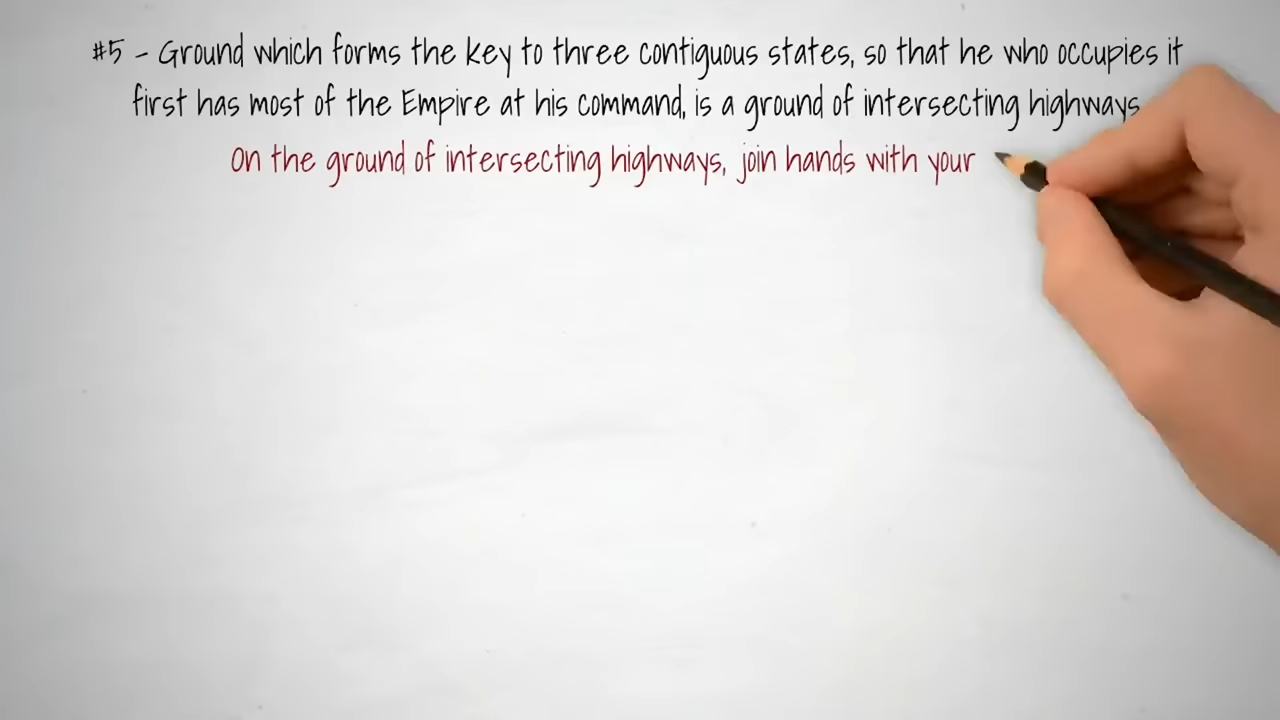 #5 - Ground which forms the key to three contiguous states, so that he who occupies it
first has most of the Empire at his command, is a ground of intersecting highways
On the ground of intersecting highways, join hands with your